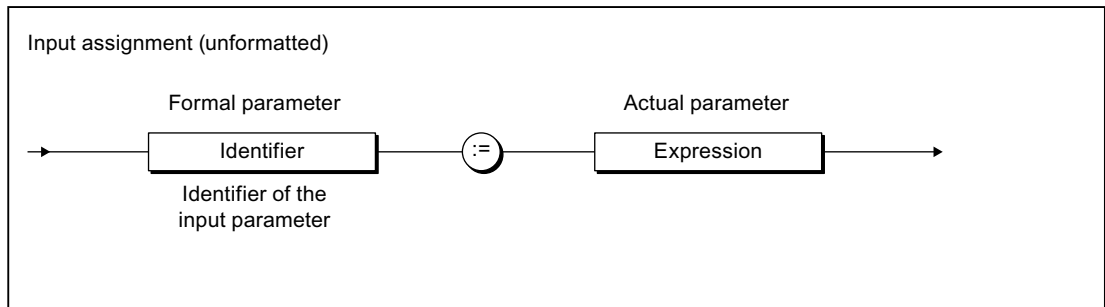 Input assignment (unformatted)
Formal parameter
Actual parameter
Identifier
:=
Expression
Identifier of the
input parameter